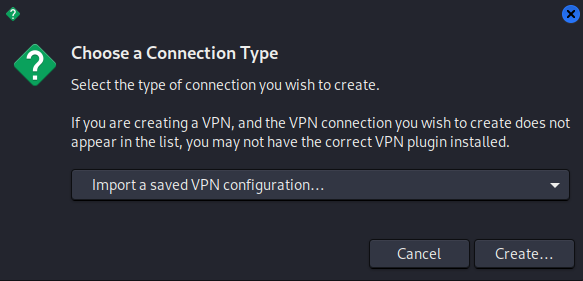 Choose a Connection Type
Select the type of connection you wish to create.
If you are creating a VPN, and the VPN connection you wish to create does not
appear in the list, you may not have the correct VPN plugin installed.
Import a saved VPN configuration...
Cancel
Create...